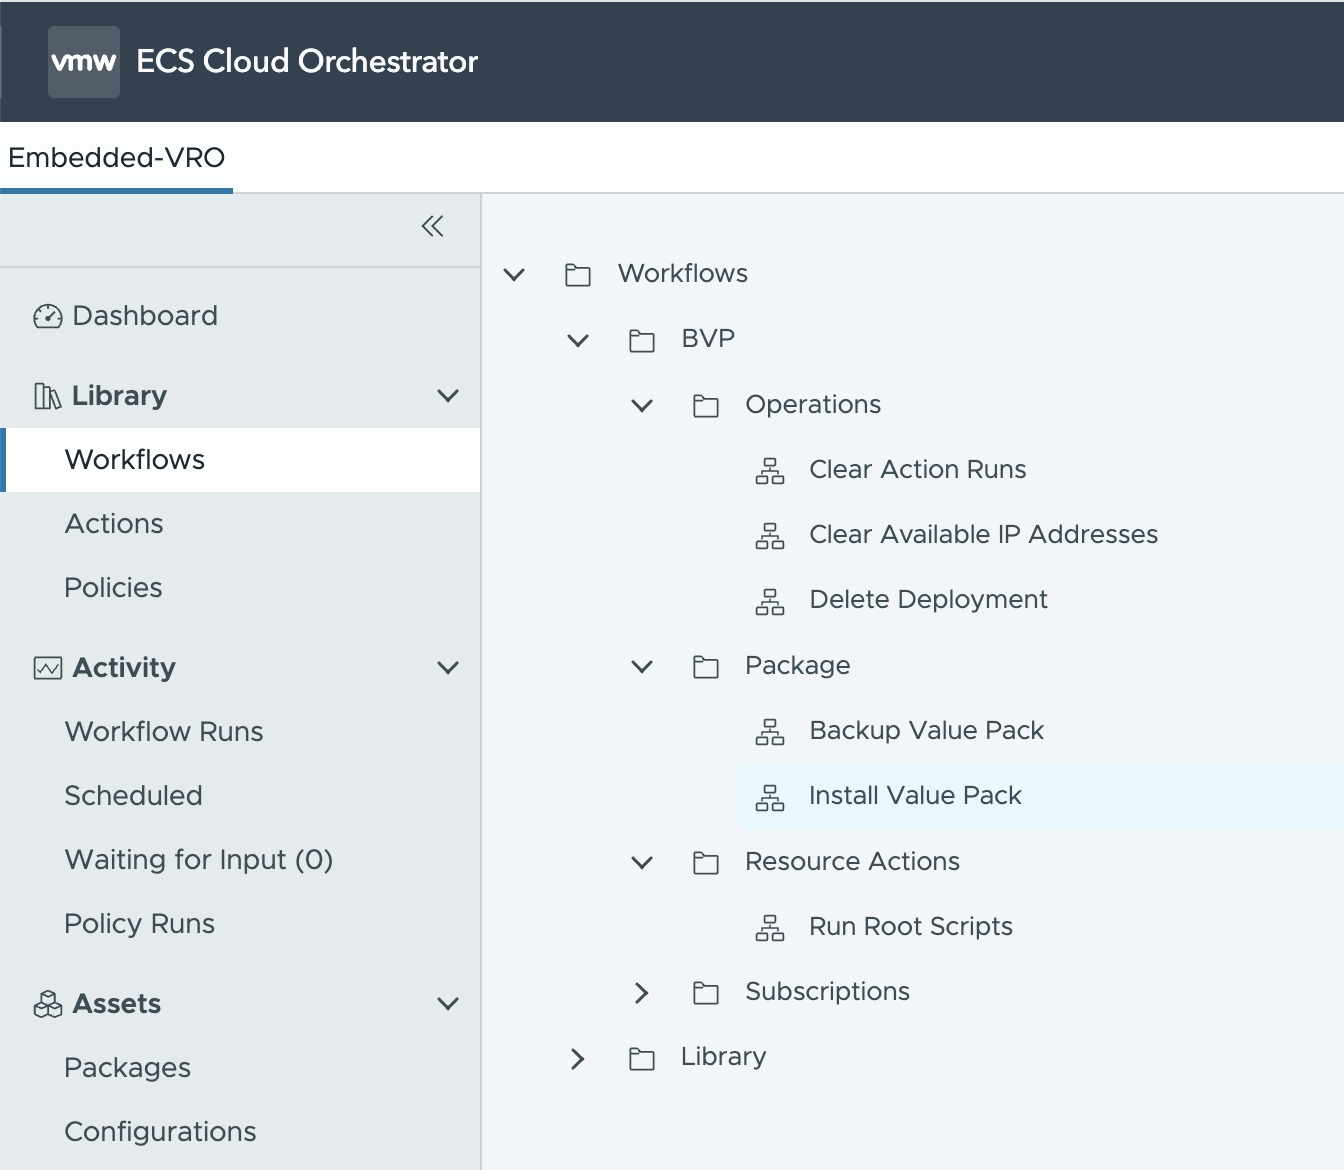 vmw ECS Cloud Orchestrator
Embedded-VRO
Dashboard
Library
Workflows
Actions
Policies
Activity
Workflow Runs
Scheduled
Waiting for Input (0)
Policy Runs
Assets
Packages
Configurations
Workflows
BVP
Operations
Clear Action Runs
Clear Available IP Addresses
Delete Deployment
Package
Backup Value Pack
Install Value Pack
Resource Actions
Run Root Scripts
Subscriptions
Library